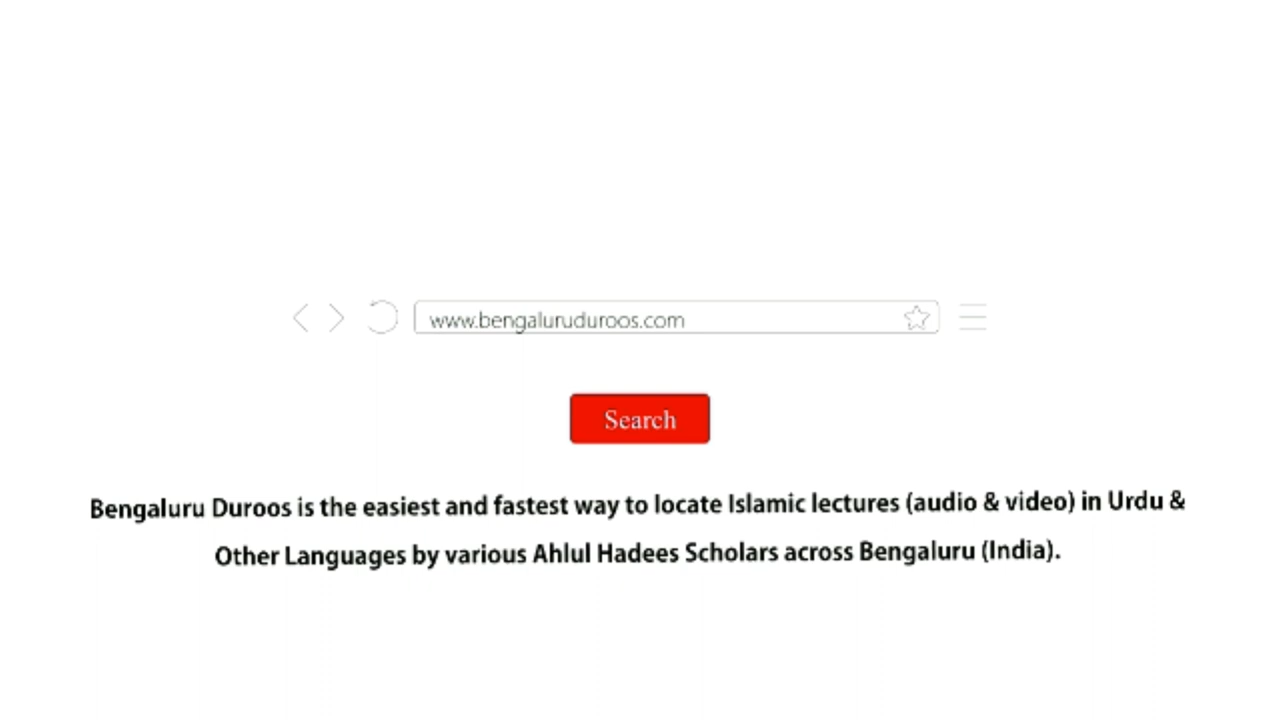 www.bengaluruduroos.com
Search
Bengaluru Duroos is the easiest and fastest way to locate Islamic lectures (audio & video) in Urdu &
Other Languages by various Ahlul Hadees Scholars across Bengaluru (India).